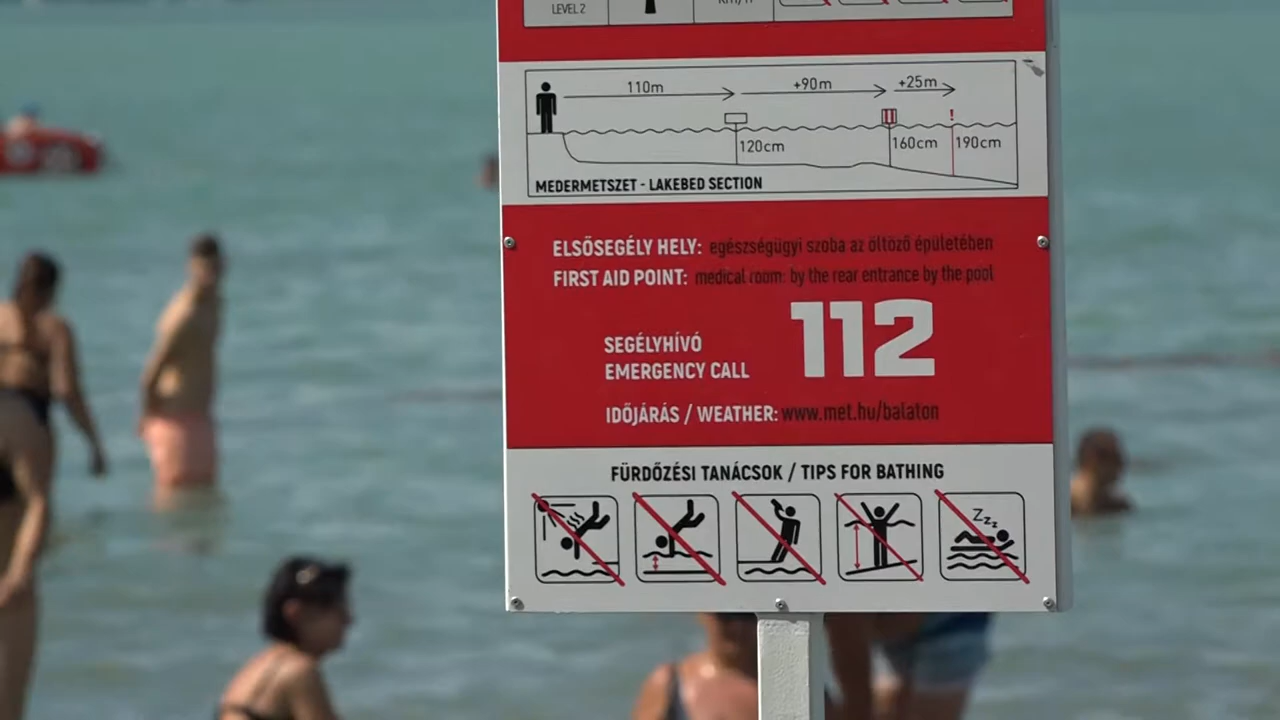 LEVEL 2
110m
+90m
+25m
!
120cm
160cm
190cm
MEDERMETSZET - LAKEBED SECTION
ELSŐSEGÉLY HELY: egészségügyi szoba az öltöző épületében
FIRST AID POINT: medical room: by the rear entrance by the pool
SEGÉLYHÍVÓ
EMERGENCY CALL
112
IDŐJÁRÁS / WEATHER: www.met.hu/balaton
FÜRDŐZÉSI TANÁCSOK / TIPS FOR BATHING
Zzz